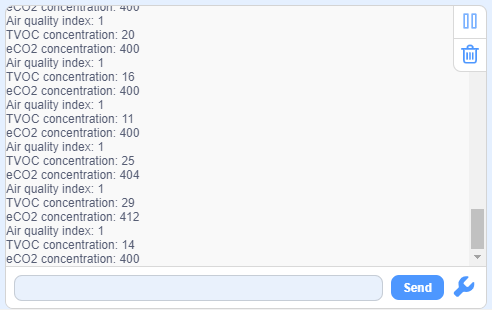 eCO2 concentration: 400
Air quality index: 1
TVOC concentration: 20
eCO2 concentration: 400
Air quality index: 1
TVOC concentration: 16
eCO2 concentration: 400
Air quality index: 1
TVOC concentration: 11
eCO2 concentration: 400
Air quality index: 1
TVOC concentration: 25
eCO2 concentration: 404
Air quality index: 1
TVOC concentration: 29
eCO2 concentration: 412
Air quality index: 1
TVOC concentration: 14
eCO2 concentration: 400
Send